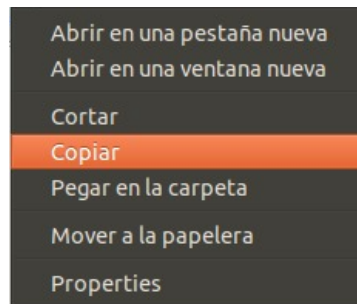 Abrir en una pestaña nueva
Abrir en una ventana nueva
Cortar
Copiar
Pegar en la carpeta
Mover a la papelera
Properties